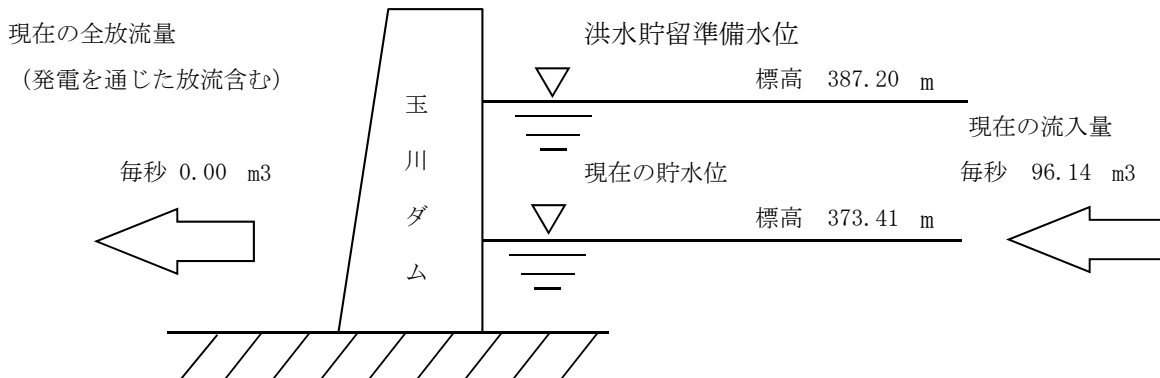 現在の全放流量
（発電を通じた放流含む）
毎秒 0.00 m3
玉川ダム
洪水貯留準備水位
標高 387.20 m
現在の貯水位
標高 373.41 m
現在の流入量
毎秒 96.14 m3